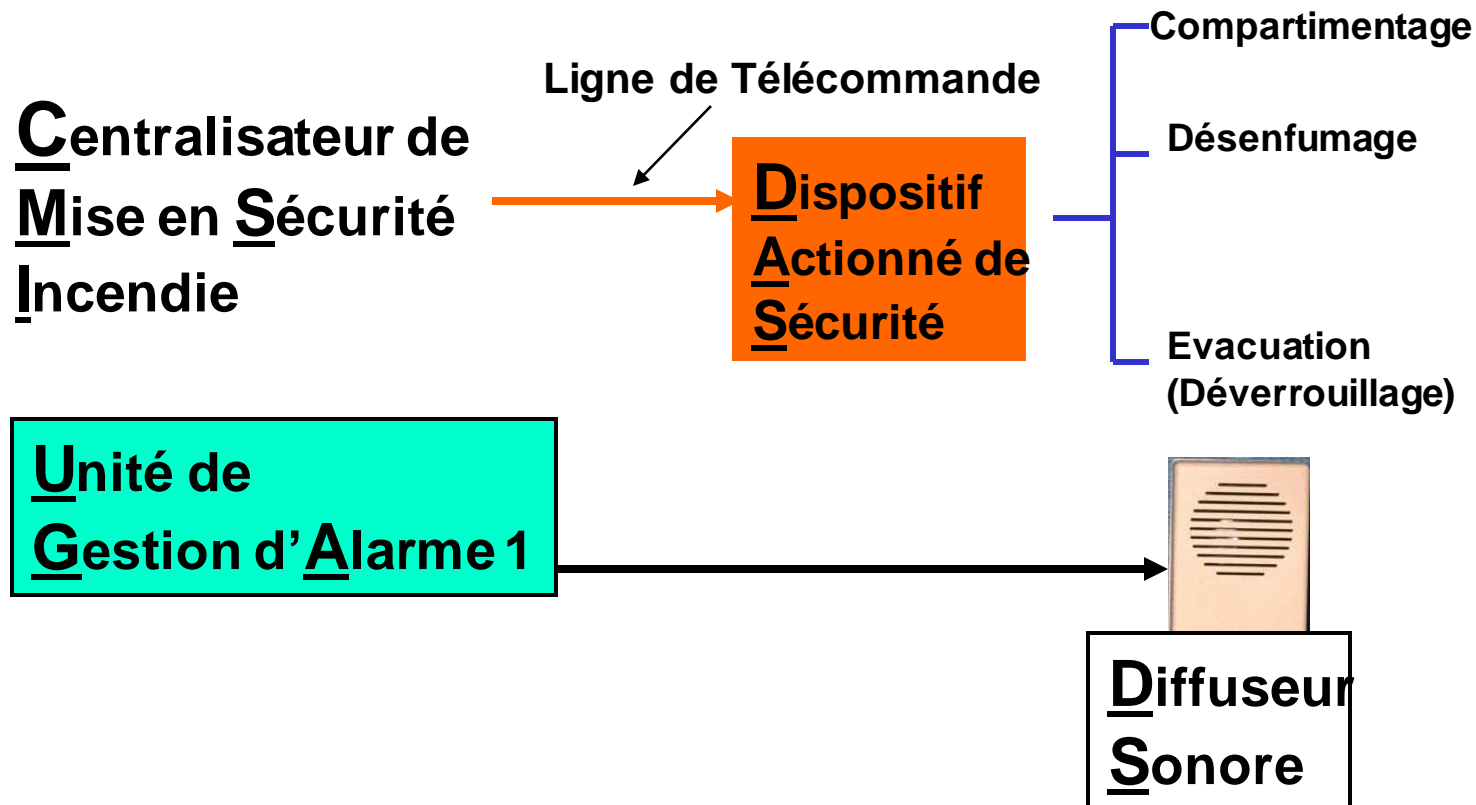 Compartimentage
Ligne de Télécommande
Centralisateur de
Mise en Sécurité
Incendie
Dispositif
Actionné de
Sécurité
Désenfumage
Evacuation
(Déverrouillage)
Unité de
Gestion d’Alarme 1
Diffuseur
Sonore